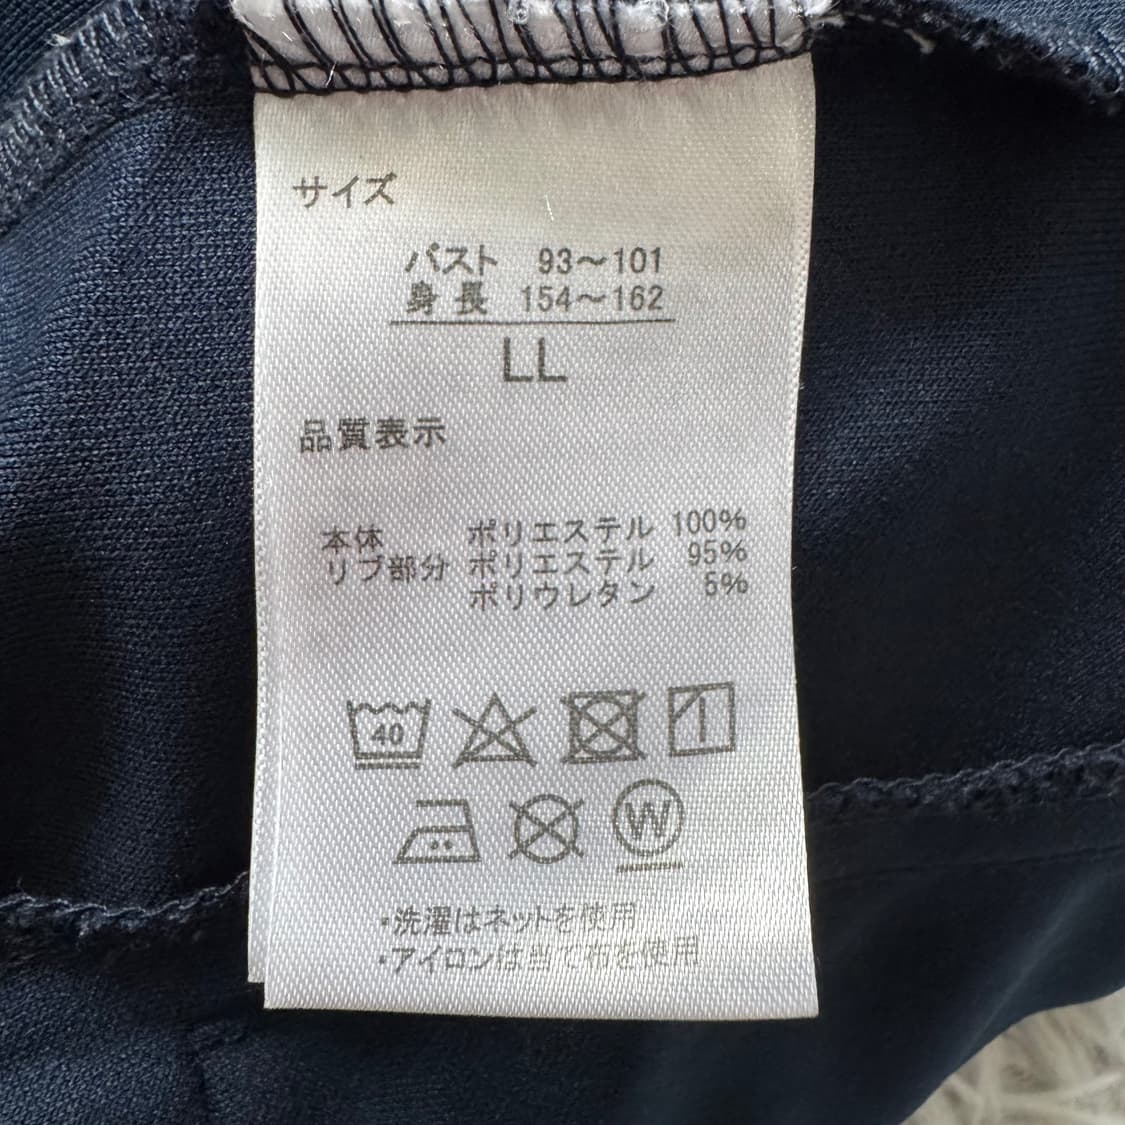 サイズ
バスト 93～101
身長 154～162
LL
品質表示
本体 ポリエステル 100%
リブ部分 ポリエステル 95%
ポリウレタン 5%
40
W
・洗濯はネットを使用
・アイロンは当て布を使用